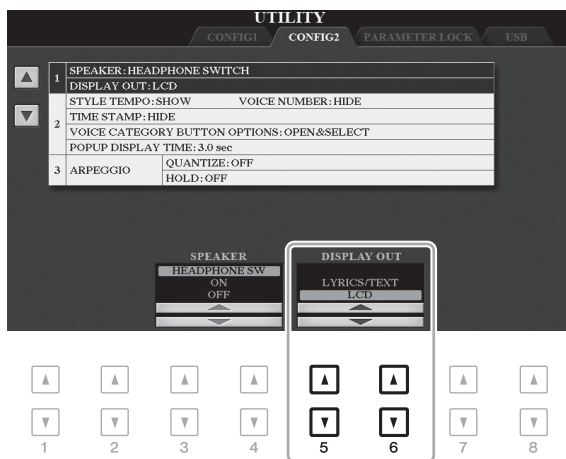 UTILITY
CONFIG1 CONFIG2 PARAMETER LOCK USB
1 SPEAKER:HEADPHONE SWITCH
DISPLAY OUT:LCD
2 STYLE TEMPO:SHOW VOICE NUMBER:HIDE
TIME STAMP:HIDE
VOICE CATEGORY BUTTON OPTIONS:OPEN&SELECT
POPUP DISPLAY TIME:3.0 sec
3 ARPEGGIO QUANTIZE:OFF
HOLD:OFF
SPEAKER
HEADPHONE SW
ON
OFF
DISPLAY OUT
LYRICS/TEXT
LCD
1 2 3 4 5 6 7 8